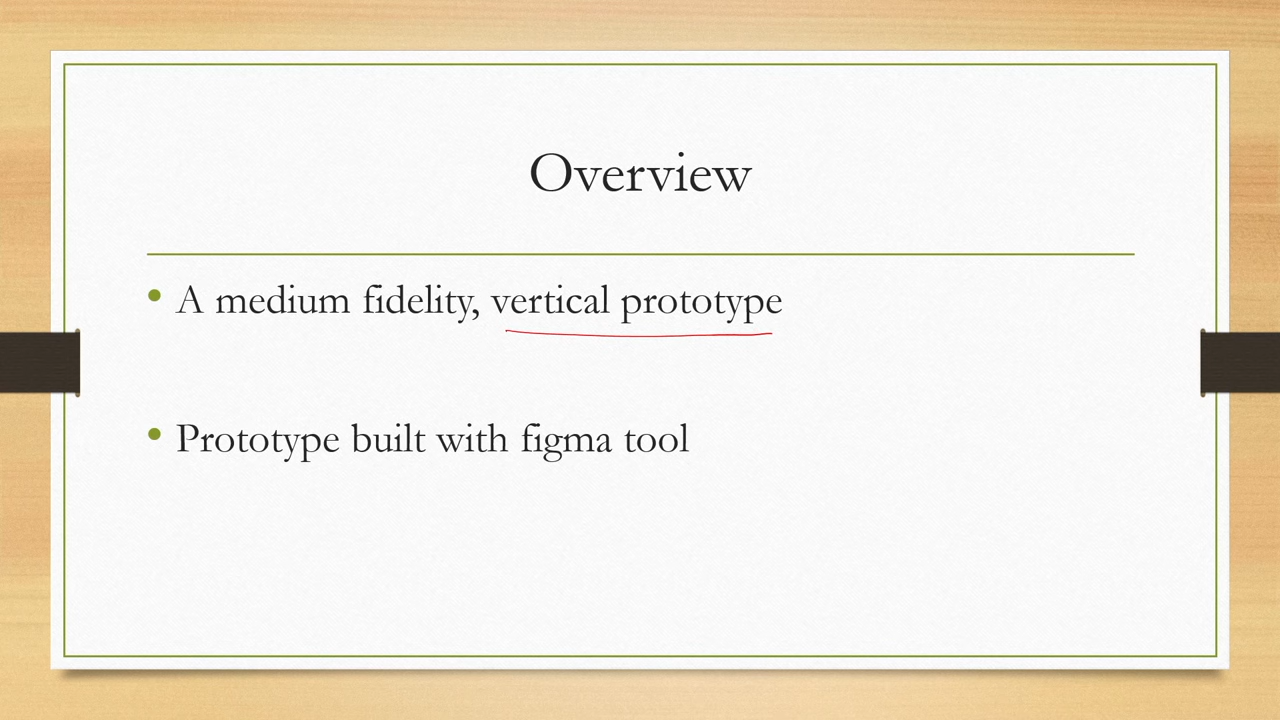 Overview
• A medium fidelity, vertical prototype
• Prototype built with figma tool